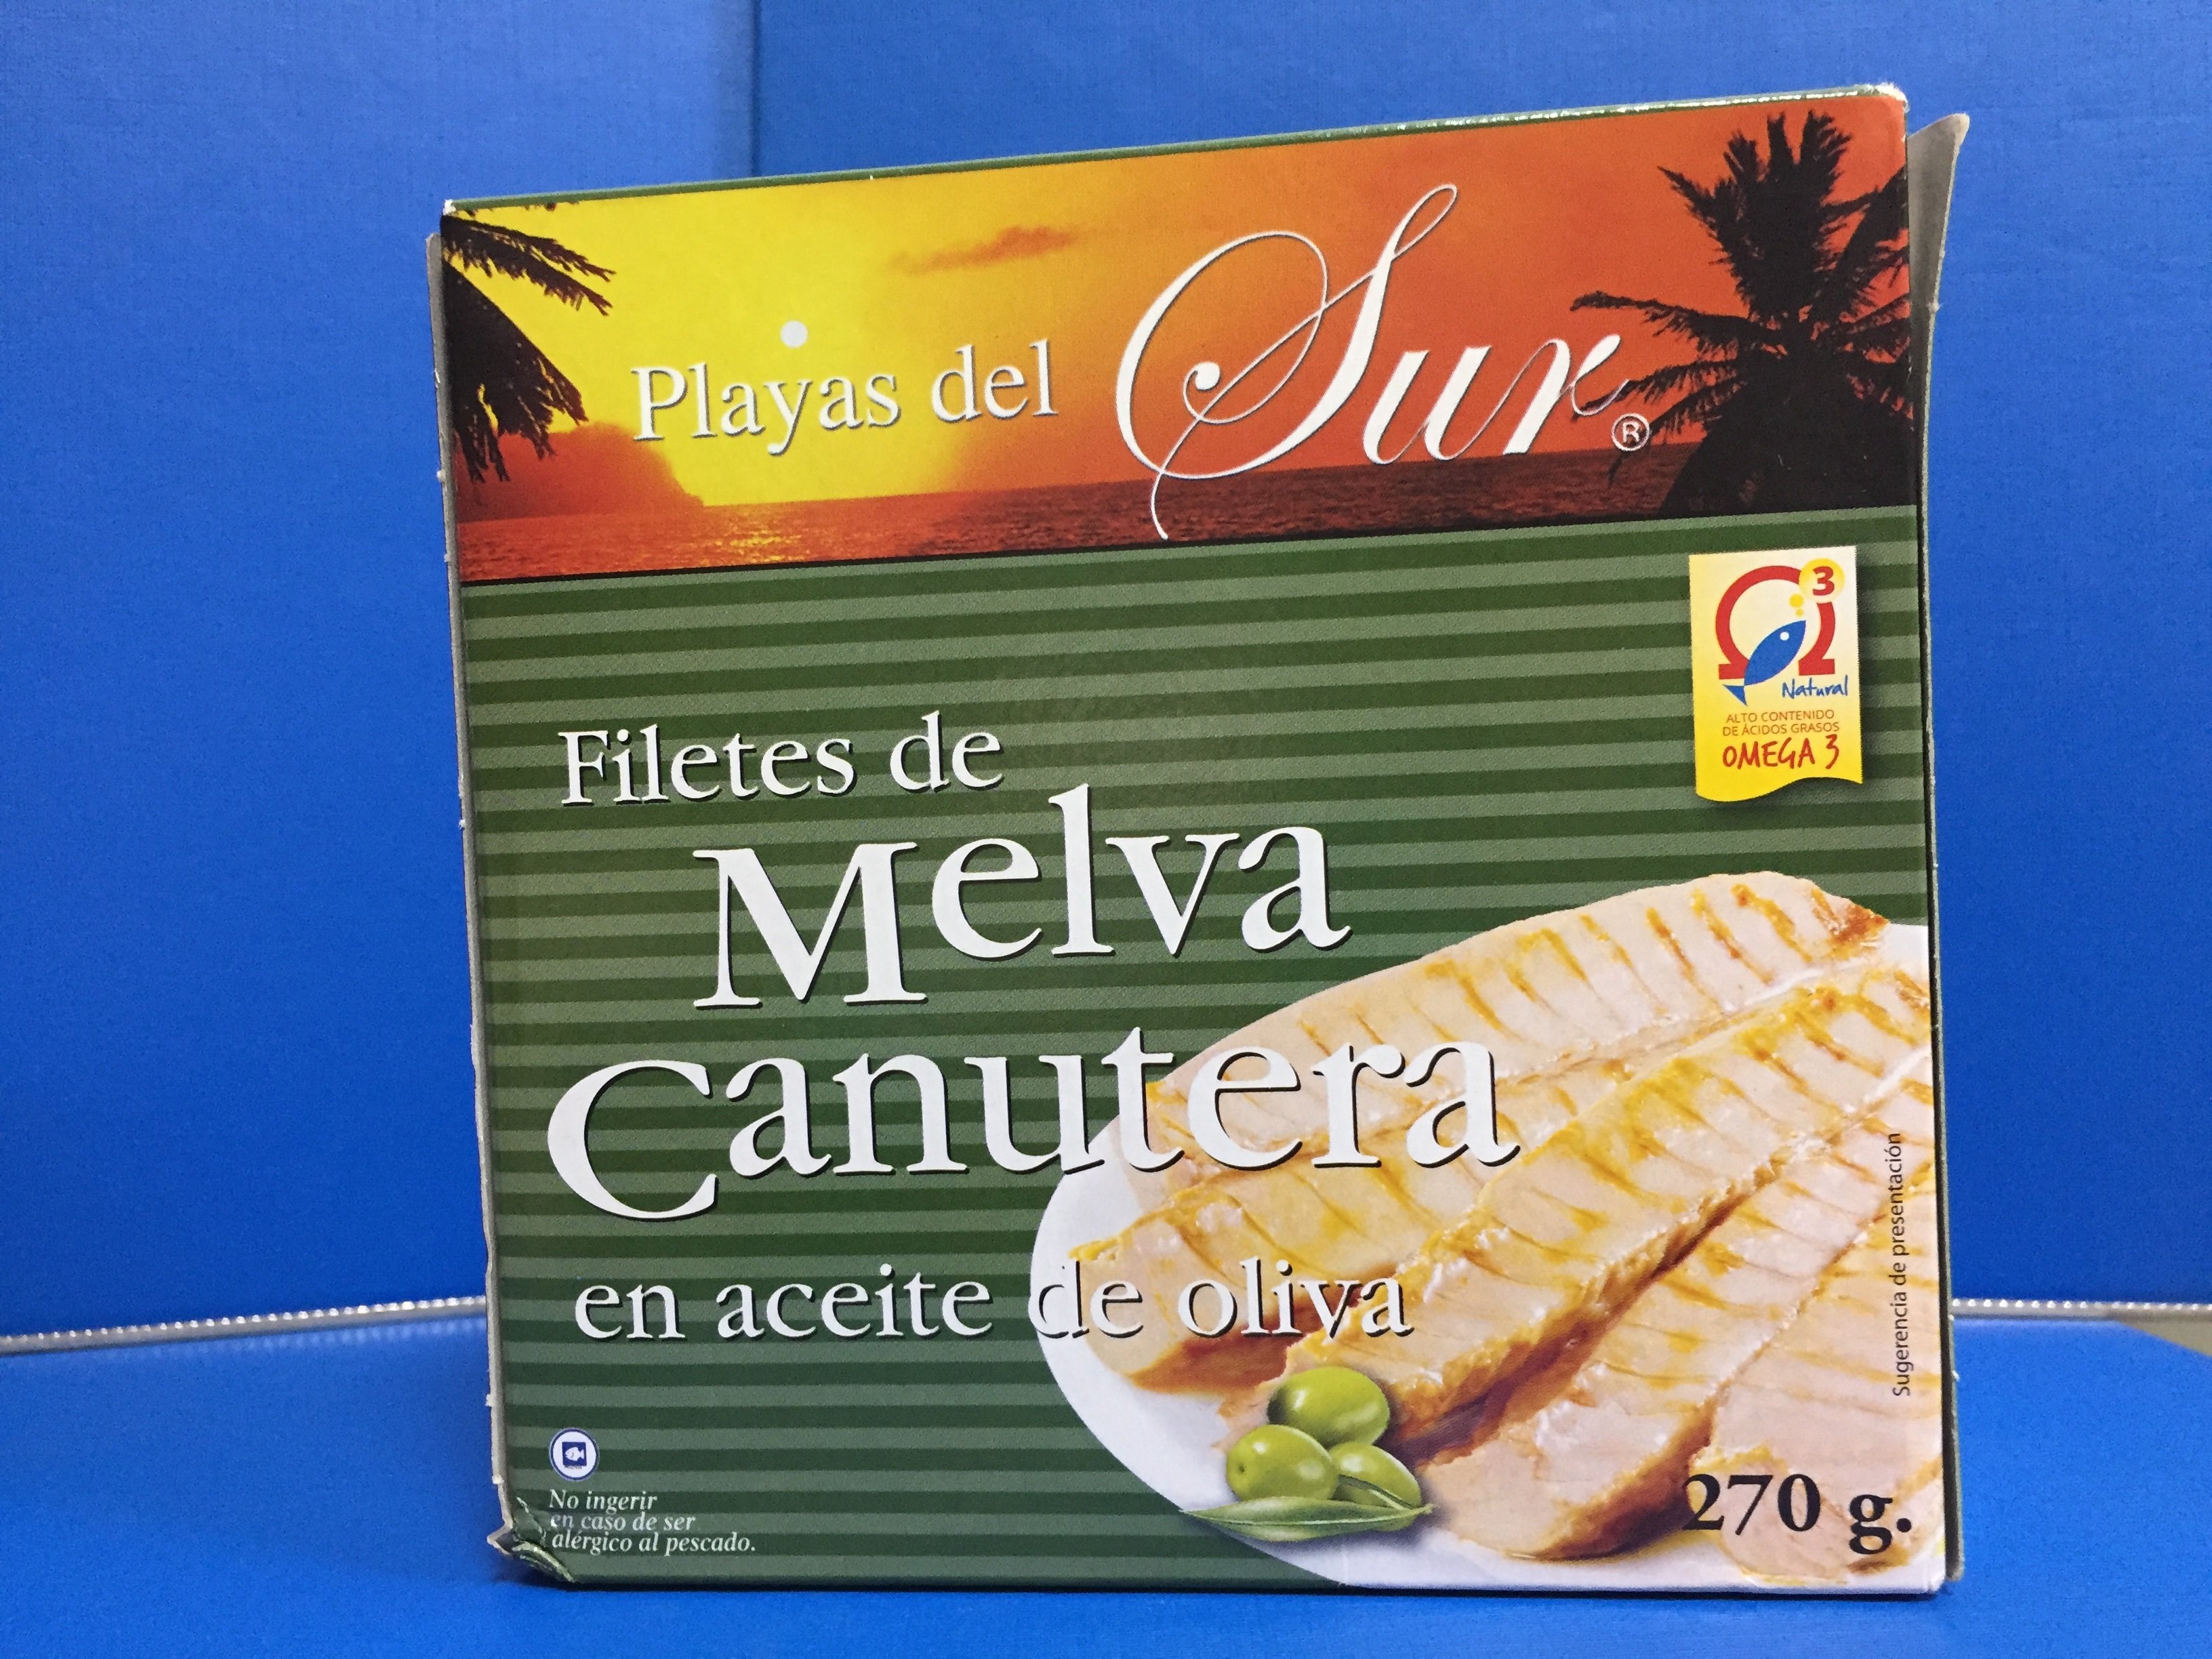 Playas del Sur®
3
Natural
ALTO CONTENIDO
DE ÁCIDOS GRASOS
OMEGA 3
Filetes de
Melva
Canutera
en aceite de oliva
Sugerencia de presentación
No ingerir
en caso de ser
alérgico al pescado.
270 g.